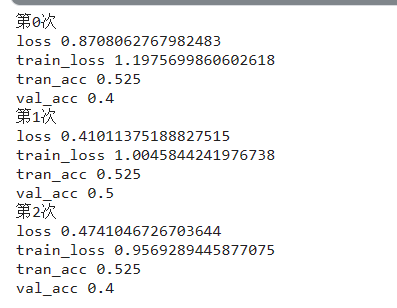 第0次
loss 0.8708062767982483
train_loss 1.1975699860602618
tran_acc 0.525
val_acc 0.4
第1次
loss 0.41011375188827515
train_loss 1.0045844241976738
tran_acc 0.525
val_acc 0.5
第2次
loss 0.4741046726703644
train_loss 0.9569289445877075
tran_acc 0.525
val_acc 0.4